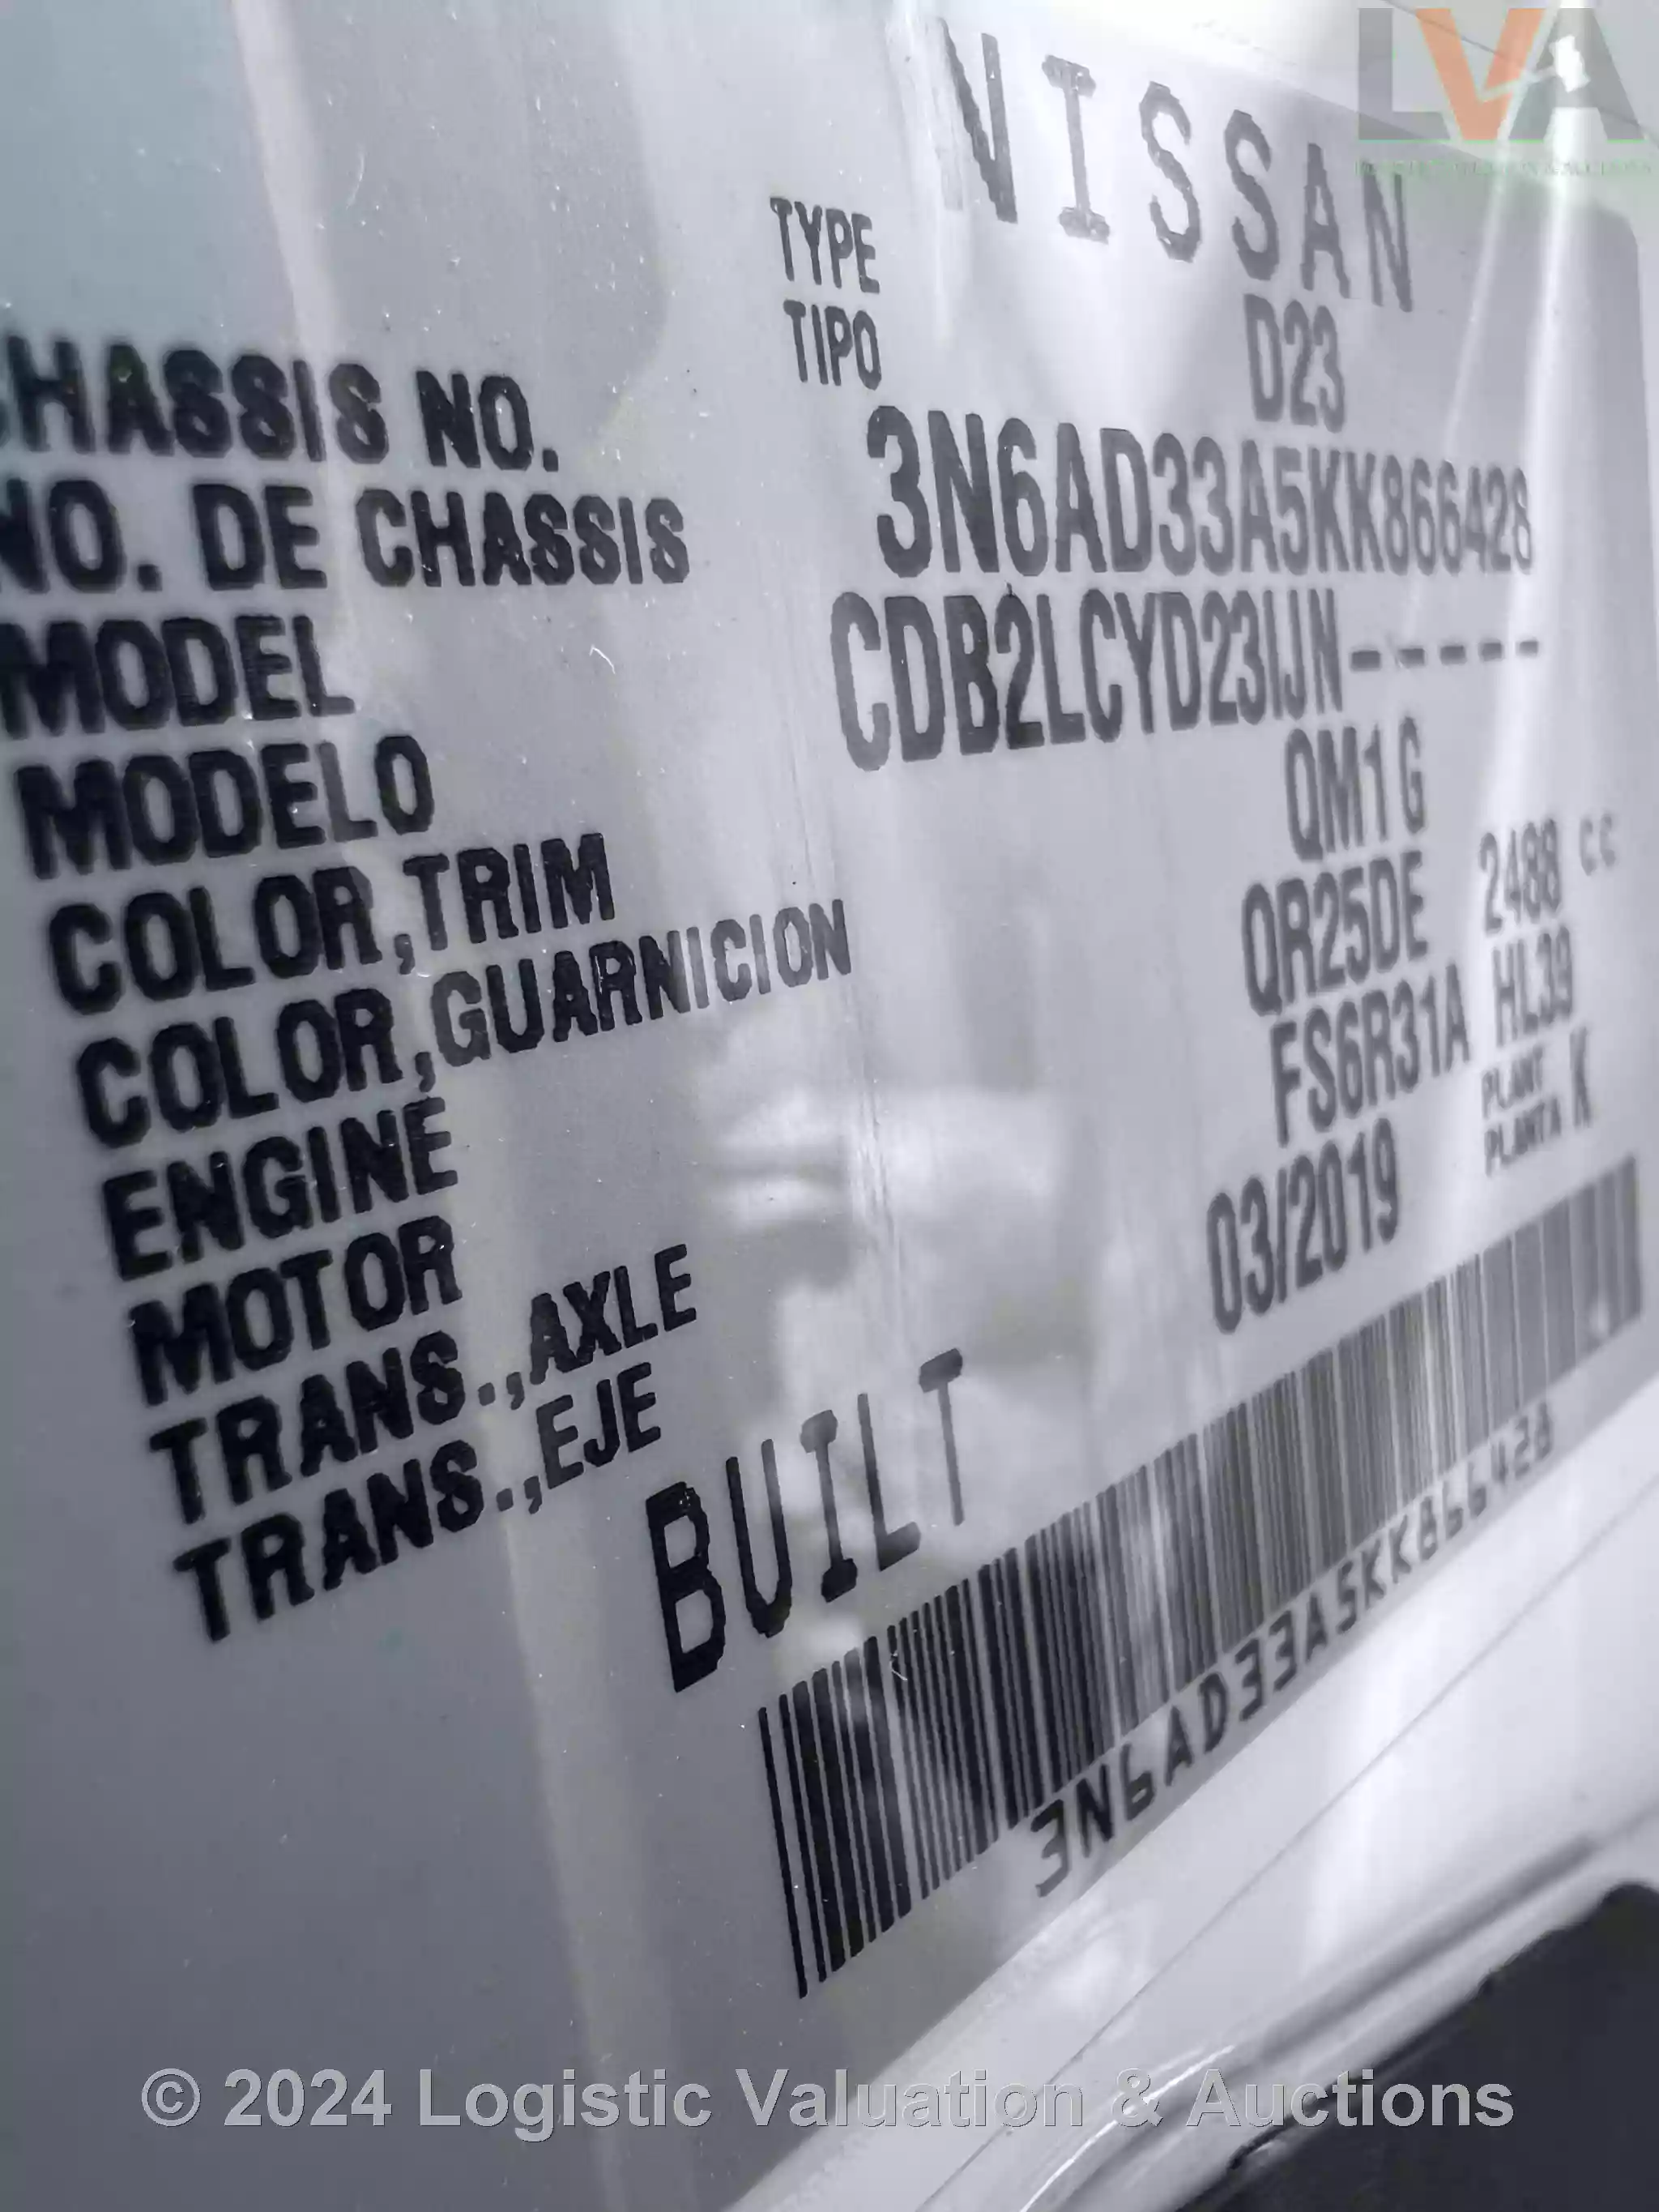 LVA
NISSAN
TYPE
TIPO D23
CHASSIS NO.
NO. DE CHASSIS 3N6AD33A5KK866428
MODEL
MODELO CDB2LCYD23IJN-----
COLOR,TRIM
COLOR,GUARNICION QM1 G
ENGINE
MOTOR QR25DE 2488 CC
TRANS.,AXLE
TRANS.,EJE FS6R31A HL39
BUILT 03/2019 PLANT
PLANTA K
3N6AD33A5KK866428
© 2024 Logistic Valuation & Auctions